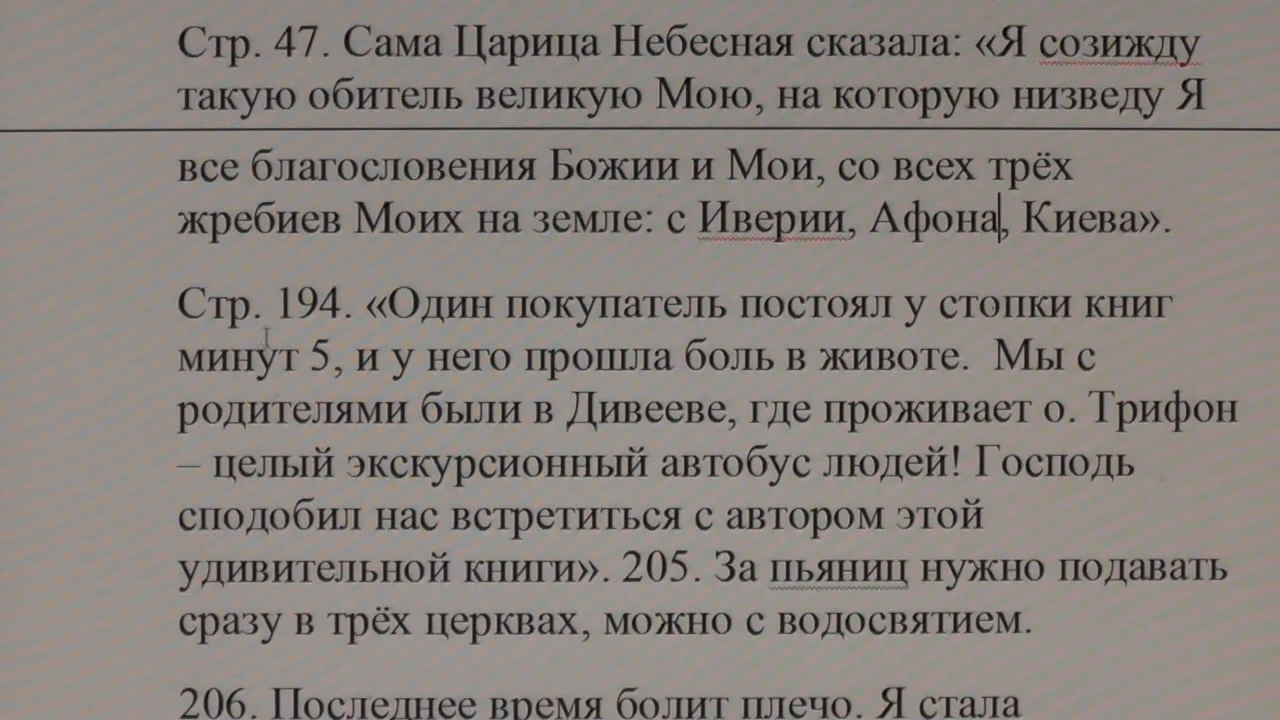 Стр. 47. Сама Царица Небесная сказала: «Я созижду
такую обитель великую Мою, на которую низведу Я
все благословения Божии и Мои, со всех трёх
жребиев Моих на земле: с Иверии, Афона, Киева».
Стр. 194. «Один покупатель постоял у стопки книг
минут 5, и у него прошла боль в животе.  Мы с
родителями были в Дивееве, где проживает о. Трифон
– целый экскурсионный автобус людей! Господь
сподобил нас встретиться с автором этой
удивительной книги». 205. За пьяниц нужно подавать
сразу в трёх церквах, можно с водосвятием.
206. Последнее время болит плечо. Я стала